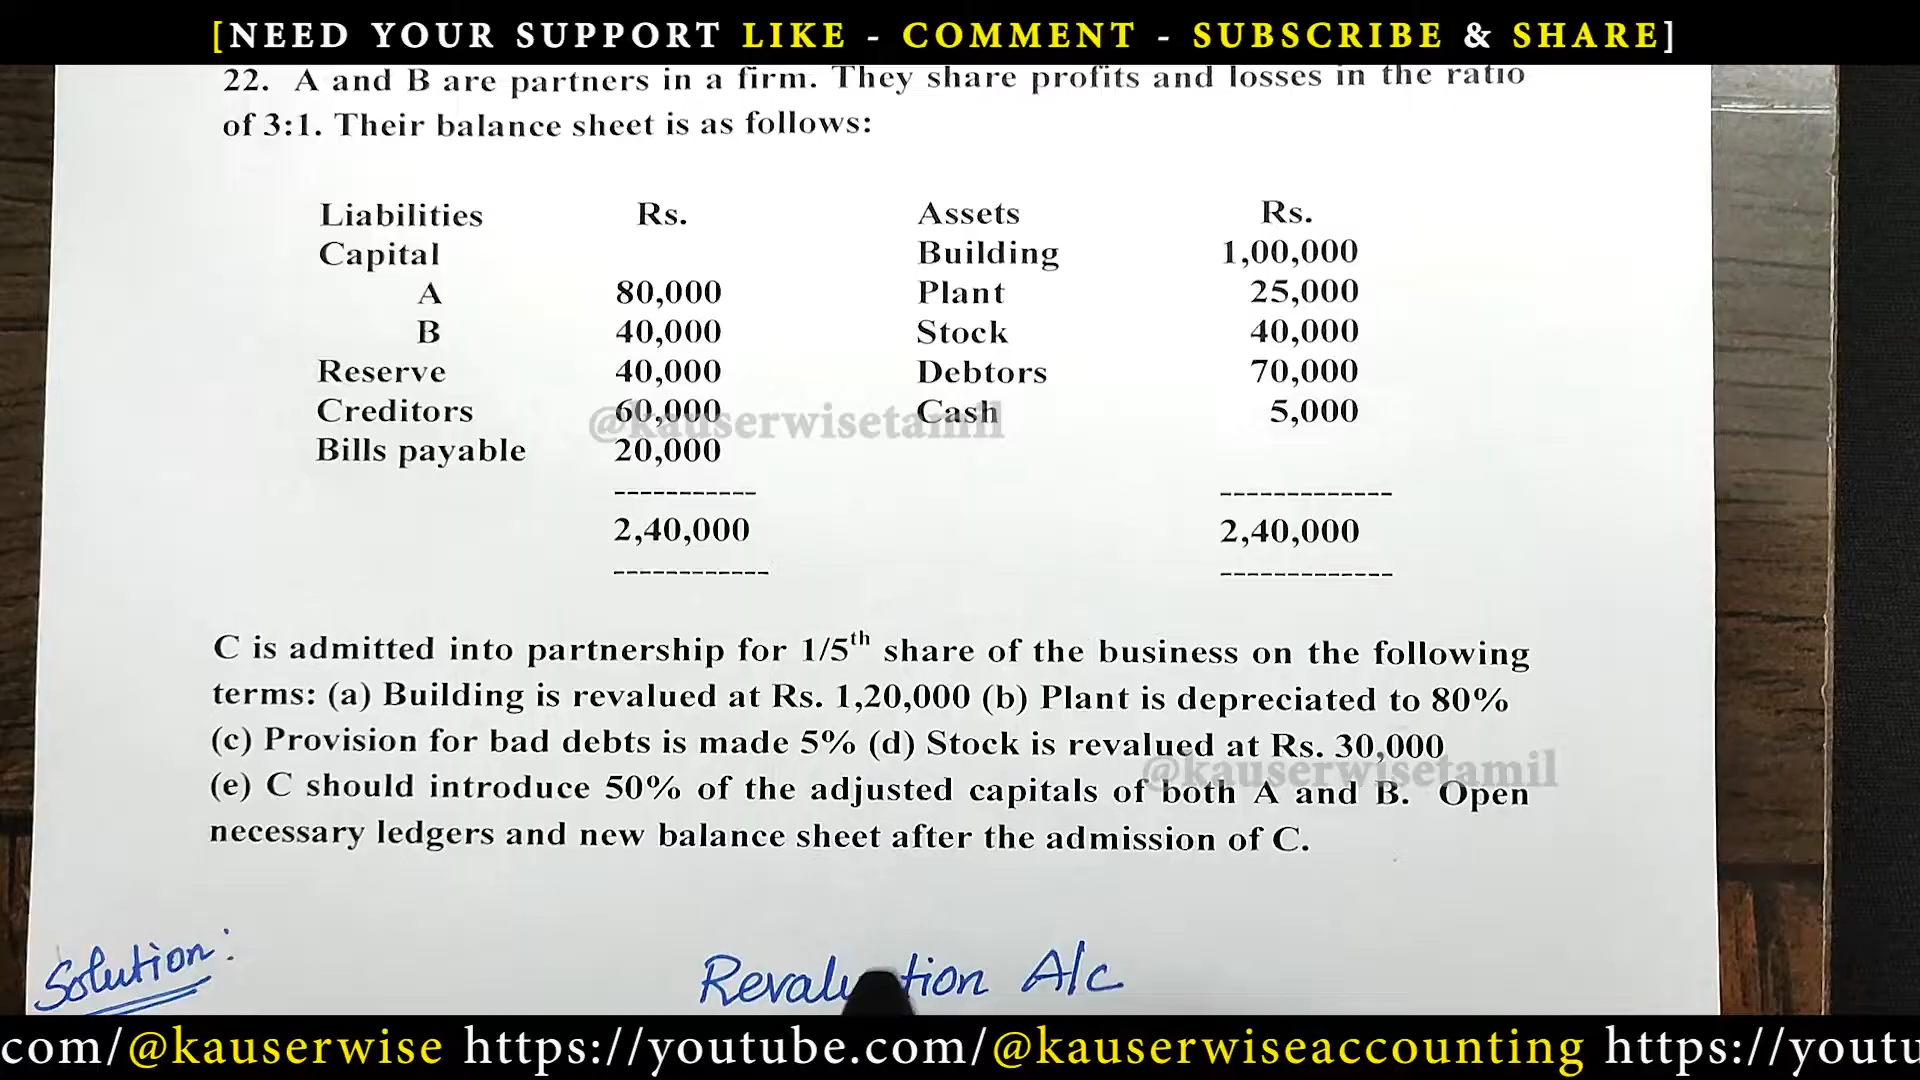 [NEED YOUR SUPPORT LIKE - COMMENT - SUBSCRIBE & SHARE]
22. A and B are partners in a firm. They share profits and losses in the ratio
of 3:1. Their balance sheet is as follows:
Liabilities Rs. Assets Rs.
Capital Building 1,00,000
A 80,000 Plant 25,000
B 40,000 Stock 40,000
Reserve 40,000 Debtors 70,000
Creditors 60,000 Cash 5,000
@kauserwisetamil
Bills payable 20,000
----------- -------------
2,40,000 2,40,000
------------ -------------
C is admitted into partnership for 1/5th share of the business on the following
terms: (a) Building is revalued at Rs. 1,20,000 (b) Plant is depreciated to 80%
(c) Provision for bad debts is made 5% (d) Stock is revalued at Rs. 30,000
@kauserwisetamil
(e) C should introduce 50% of the adjusted capitals of both A and B. Open
necessary ledgers and new balance sheet after the admission of C.
Solution:
Revaluation A/c
com/@kauserwise https://youtube.com/@kauserwiseaccounting https://youtu